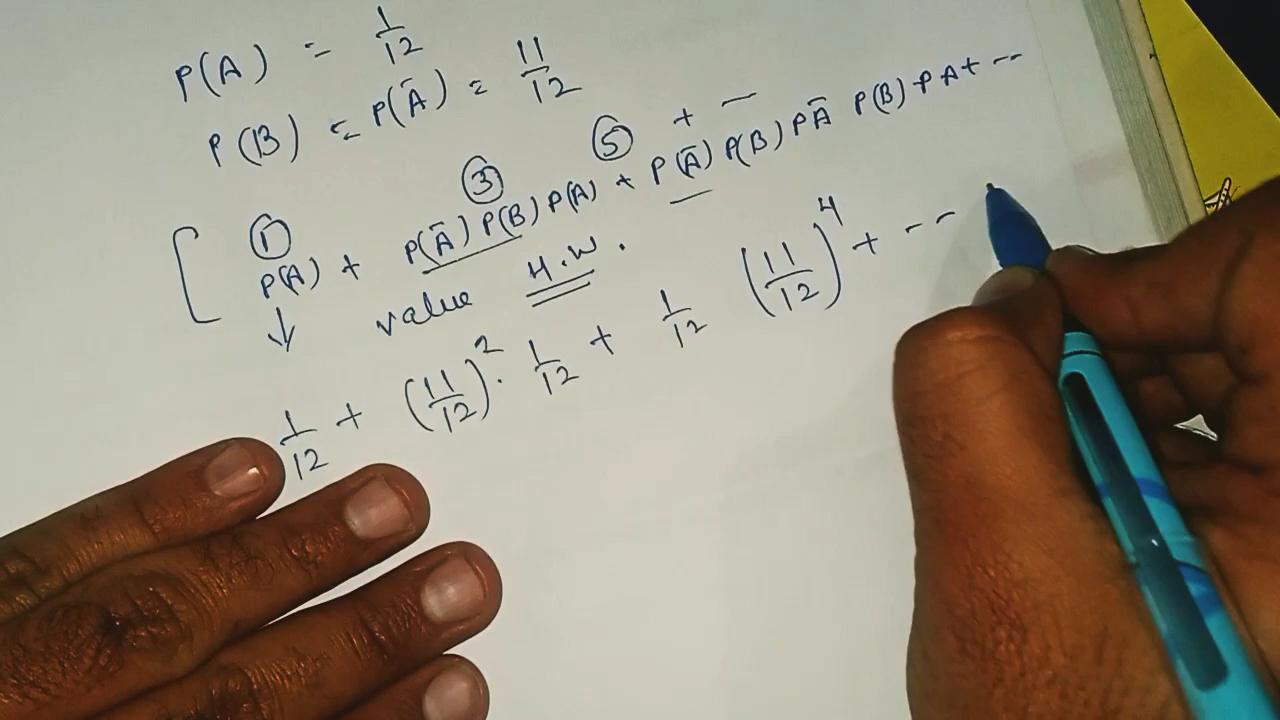 P(A) = 1/12
P(B) = P(Ā) = 11/12
① ③ ⑤ + —
[ P(A) + P(Ā) P(B) P(A) + P(Ā) P(B) PĀ P(B) · P A + - -
↓ value H.W.
1/12 + (11/12)² · 1/12 + 1/12 (11/12)⁴ + - -